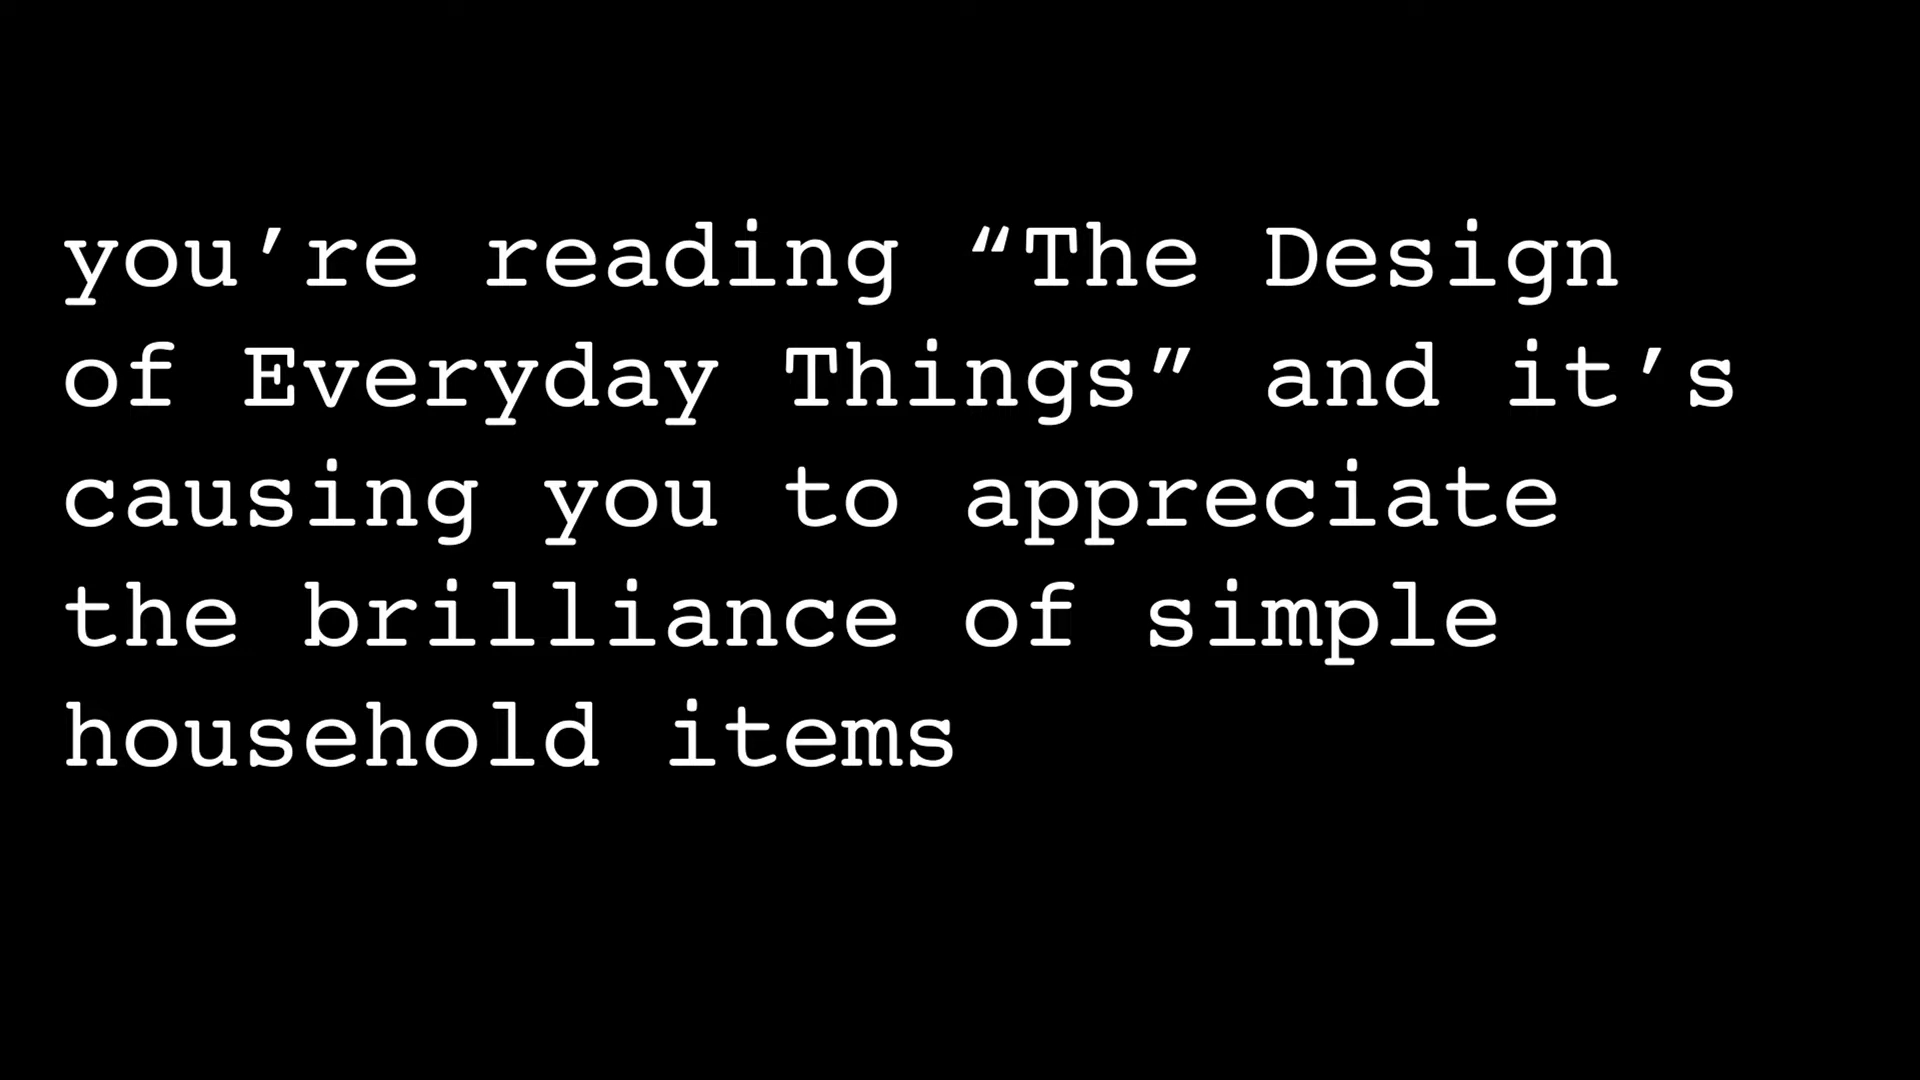 you’re reading “The Design
of Everyday Things” and it’s
causing you to appreciate
the brilliance of simple
household items